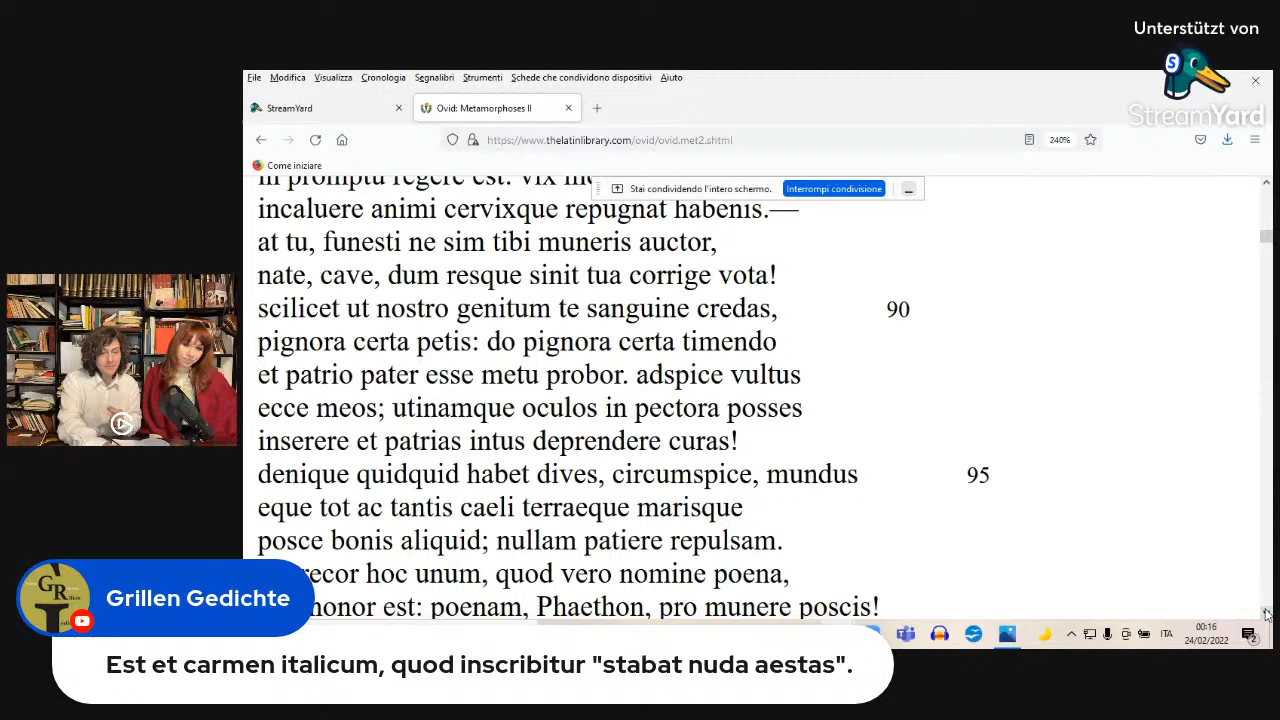 Unterstützt von
StreamYard
File Modifica Visualizza Cronologia Segnalibri Strumenti Schede che condividono dispositivi Aiuto
StreamYard
Ovid: Metamorphoses II
https://www.thelatinlibrary.com/ovid/ovid.met2.shtml
240%
Come iniziare
Stai condividendo l'intero schermo. Interrompi condivisione
in promptu regere est: vix
incaluere animi cervixque repugnat habenis.—
at tu, funesti ne sim tibi muneris auctor,
nate, cave, dum resque sinit tua corrige vota!
scilicet ut nostro genitum te sanguine credas, 90
pignora certa petis: do pignora certa timendo
et patrio pater esse metu probor. adspice vultus
ecce meos; utinamque oculos in pectora posses
inserere et patrias intus deprendere curas!
denique quidquid habet dives, circumspice, mundus 95
eque tot ac tantis caeli terraeque marisque
posce bonis aliquid; nullam patiere repulsam.
hoc unum, quod vero nomine poena,
honor est: poenam, Phaethon, pro munere poscis!
ITA
00:16
24/02/2022
2
GR
Grillen Gedichte
Est et carmen italicum, quod inscribitur "stabat nuda aestas".